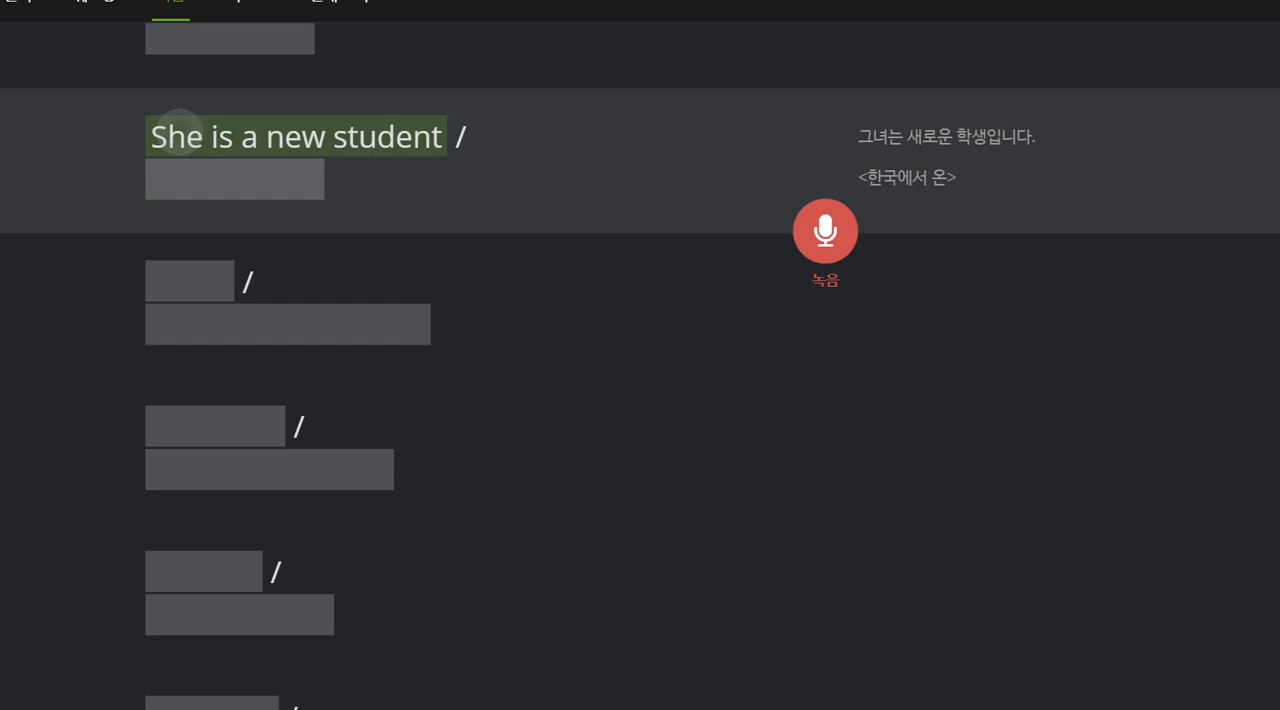 She is a new student /
그녀는 새로운 학생입니다.
<한국에서 온>
녹음
/
/
/